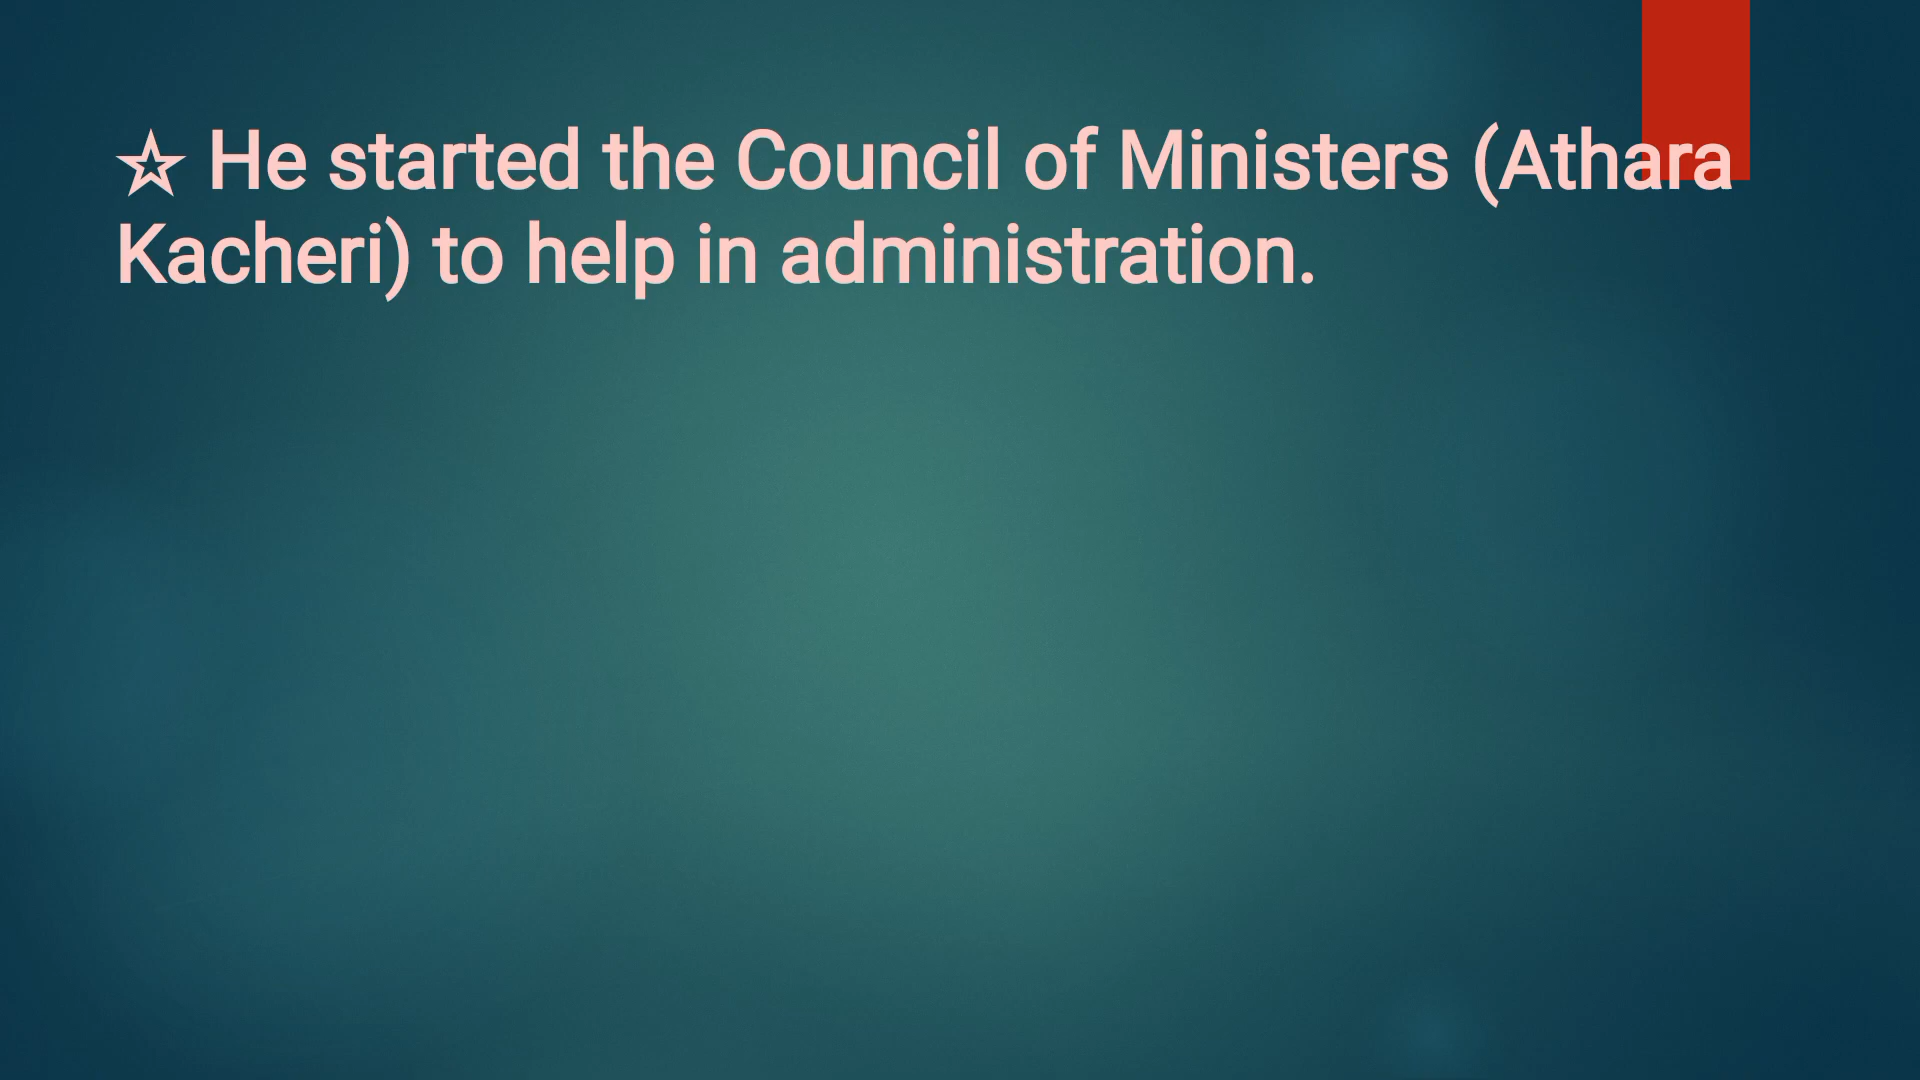 ☆ He started the Council of Ministers (Athara
Kacheri) to help in administration.